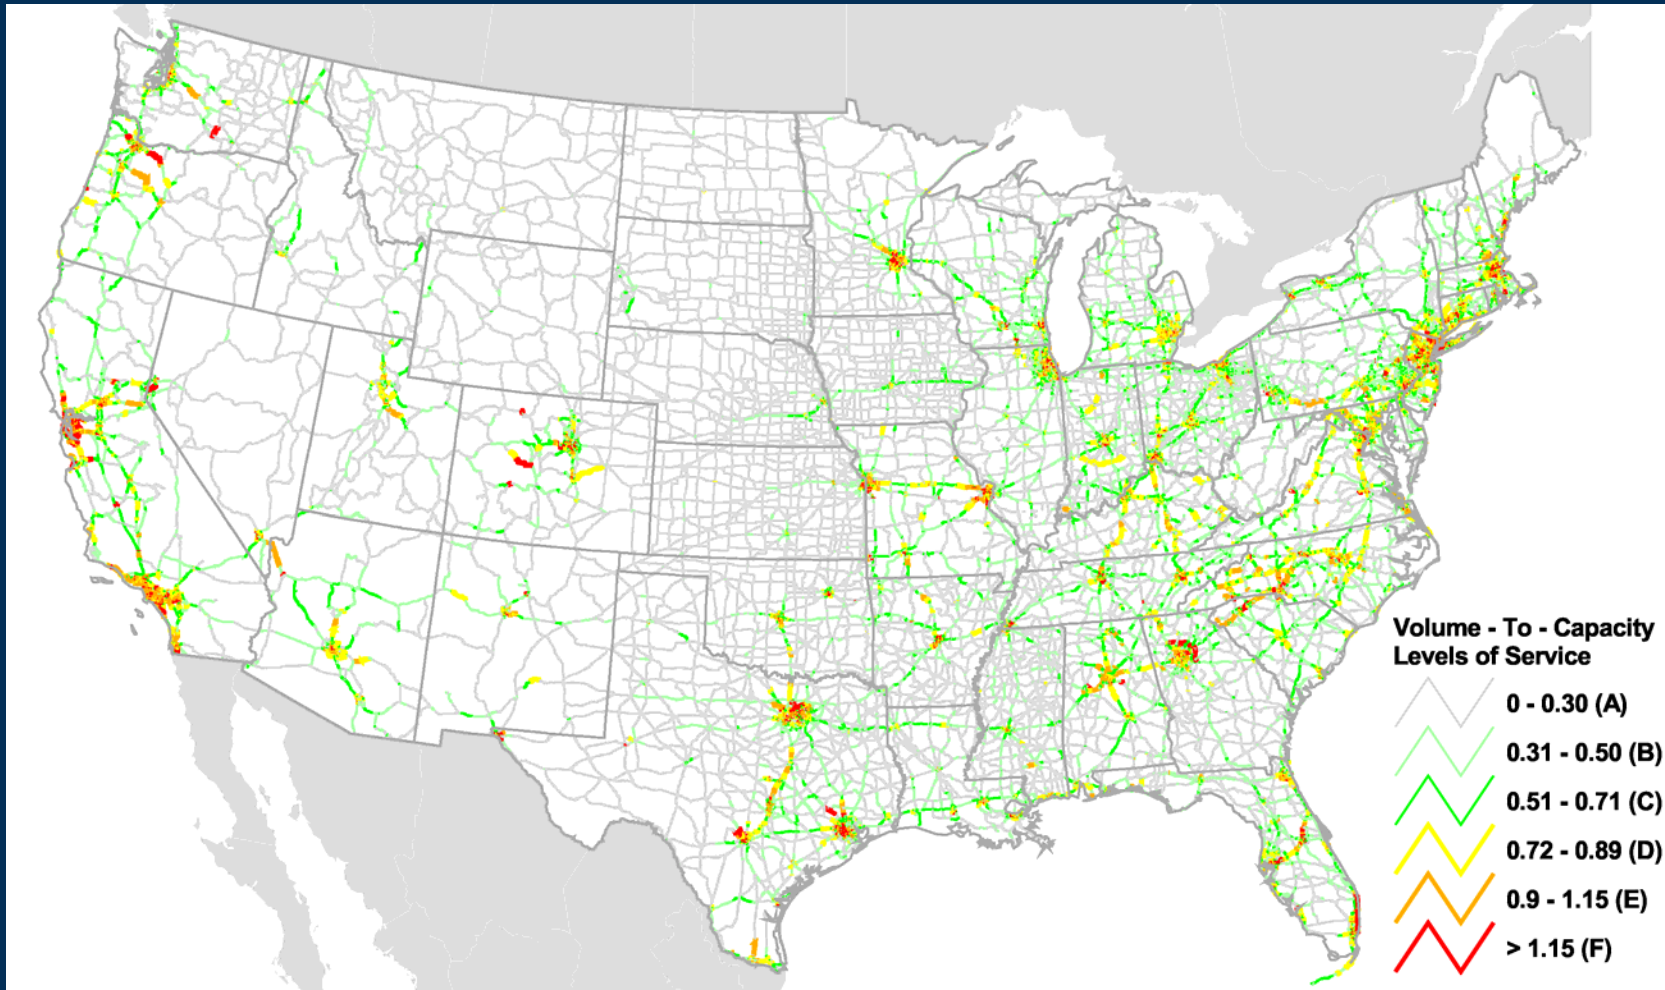 Volume - To - Capacity
Levels of Service
0 - 0.30 (A)
0.31 - 0.50 (B)
0.51 - 0.71 (C)
0.72 - 0.89 (D)
0.9 - 1.15 (E)
> 1.15 (F)